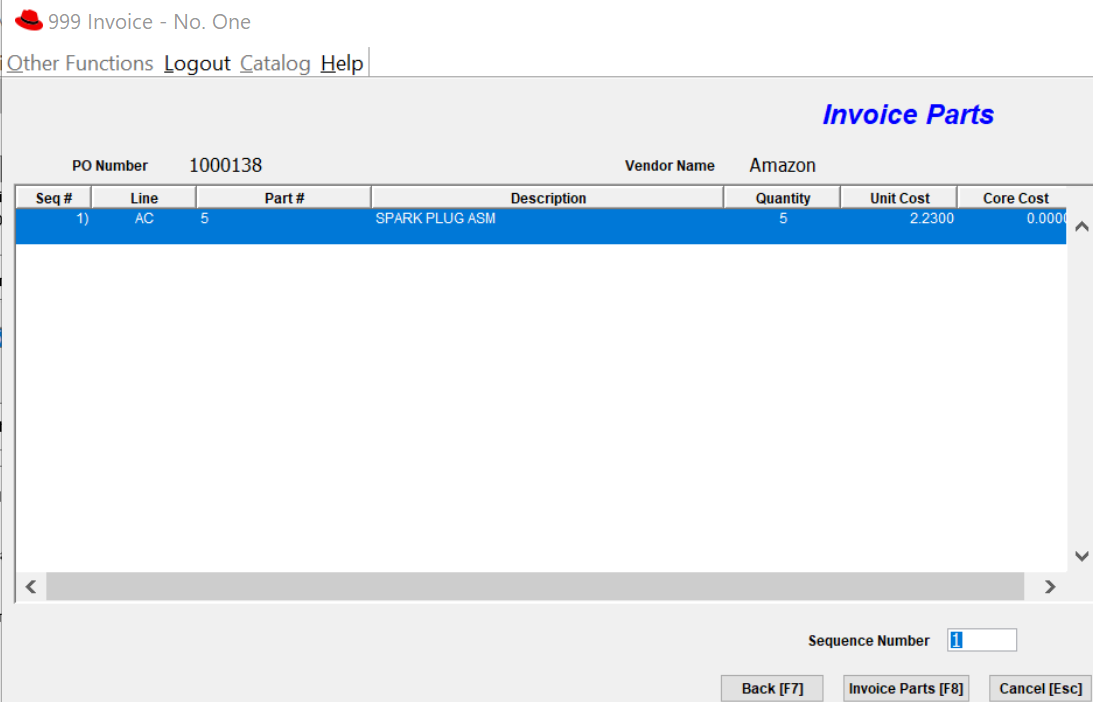 999 Invoice - No. One
Other Functions Logout Catalog Help
Invoice Parts
PO Number 1000138 Vendor Name Amazon
Seq # Line Part # Description Quantity Unit Cost Core Cost
1) AC 5 SPARK PLUG ASM 5 2.2300 0.0000
Sequence Number 1
Back [F7] Invoice Parts [F8] Cancel [Esc]